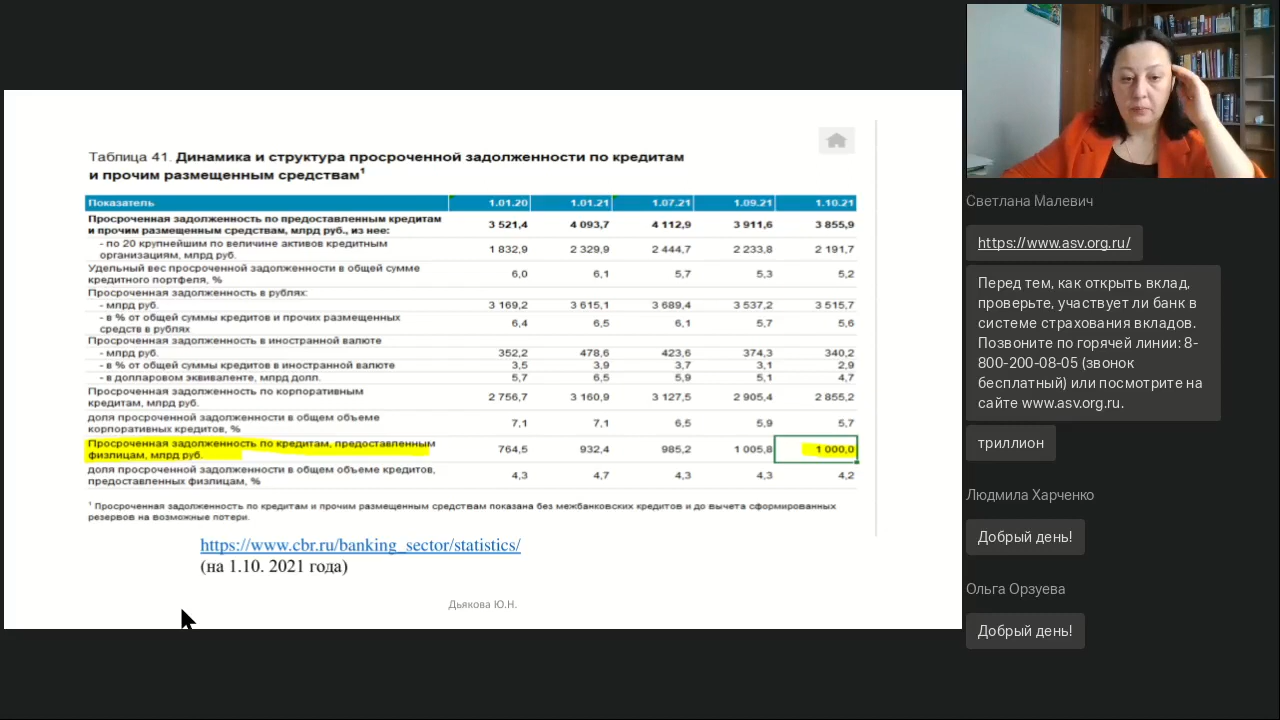 Таблица 41. Динамика и структура просроченной задолженности по кредитам
и прочим размещенным средствам¹
Показатель 1.01.20 1.01.21 1.07.21 1.09.21 1.10.21
Просроченная задолженность по предоставленным кредитам
и прочим размещенным средствам, млрд руб., из нее: 3 521,4 4 093,7 4 112,9 3 911,6 3 855,9
- по 20 крупнейшим по величине активов кредитным
организациям, млрд руб. 1 832,9 2 329,9 2 444,7 2 233,8 2 191,7
Удельный вес просроченной задолженности в общей сумме
кредитного портфеля, % 6,0 6,1 5,7 5,3 5,2
Просроченная задолженность в рублях:
- млрд руб. 3 169,2 3 615,1 3 689,4 3 537,2 3 515,7
- в % от общей суммы кредитов и прочих размещенных
средств в рублях 6,4 6,5 6,1 5,7 5,6
Просроченная задолженность в иностранной валюте
- млрд руб. 352,2 478,6 423,6 374,3 340,2
- в % от общей суммы кредитов в иностранной валюте 3,5 3,9 3,7 3,1 2,9
- в долларовом эквиваленте, млрд долл. 5,7 6,5 5,9 5,1 4,7
Просроченная задолженность по корпоративным
кредитам, млрд руб. 2 756,7 3 160,9 3 127,5 2 905,4 2 855,2
доля просроченной задолженности в общем объеме
корпоративных кредитов, % 7,1 7,1 6,5 5,9 5,7
Просроченная задолженность по кредитам, предоставленным
физлицам, млрд руб. 764,5 932,4 985,2 1 005,8 1 000,0
доля просроченной задолженности в общем объеме кредитов,
предоставленных физлицам, % 4,3 4,7 4,3 4,3 4,2
¹ Просроченная задолженность по кредитам и прочим размещенным средствам показана без межбанковских кредитов и до вычета сформированных
резервов на возможные потери.
https://www.cbr.ru/banking_sector/statistics/
(на 1.10. 2021 года)
Дьякова Ю.Н.
Светлана Малевич
https://www.asv.org.ru/
Перед тем, как открыть вклад,
проверьте, участвует ли банк в
системе страхования вкладов.
Позвоните по горячей линии: 8-
800-200-08-05 (звонок
бесплатный) или посмотрите на
сайте www.asv.org.ru.
триллион
Людмила Харченко
Добрый день!
Ольга Орзуева
Добрый день!